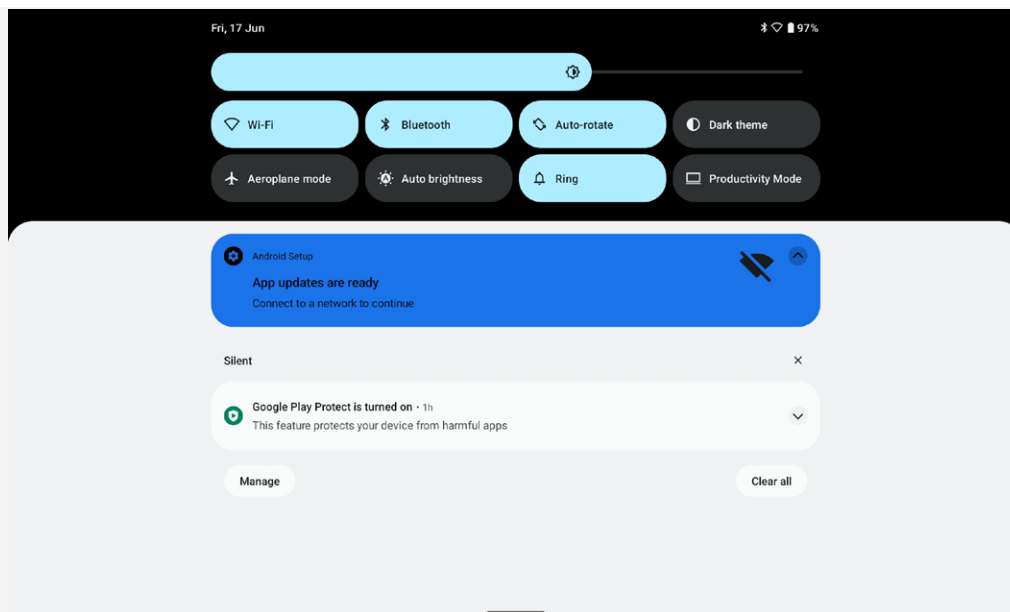 Fri, 17 Jun 97%
Wi-Fi Bluetooth Auto-rotate Dark theme
Aeroplane mode Auto brightness Ring Productivity Mode
Android Setup
App updates are ready
Connect to a network to continue
Silent
Google Play Protect is turned on • 1h
This feature protects your device from harmful apps
Manage Clear all